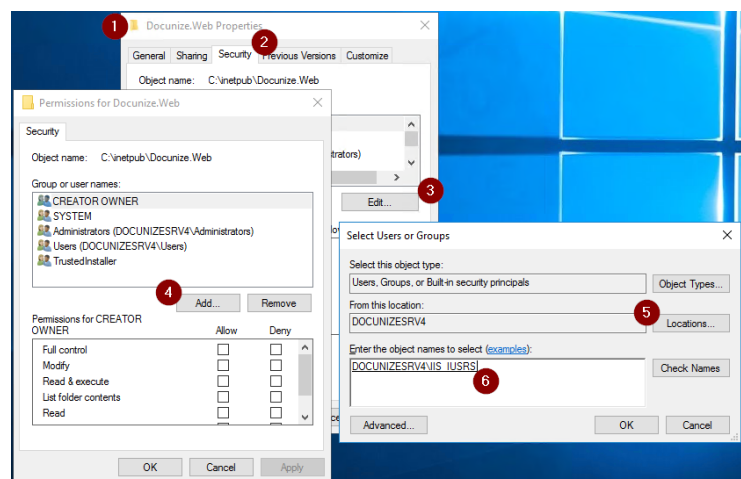 1
Docunize.Web Properties
2
General Sharing Security Previous Versions Customize
Object name: C:\inetpub\Docunize.Web
Permissions for Docunize.Web
Security
Object name: C:\inetpub\Docunize.Web
Group or user names:
CREATOR OWNER
SYSTEM
Administrators (DOCUNIZESRV4\Administrators)
Users (DOCUNIZESRV4\Users)
TrustedInstaller
4
Add... Remove
Permissions for CREATOR
OWNER Allow Deny
Full control
Modify
Read & execute
List folder contents
Read
OK Cancel Apply
3
Edit...
Select Users or Groups
Select this object type:
Users, Groups, or Built-in security principals Object Types...
From this location:
5
DOCUNIZESRV4 Locations...
Enter the object names to select (examples):
DOCUNIZESRV4\IIS_IUSRS Check Names
6
Advanced... OK Cancel